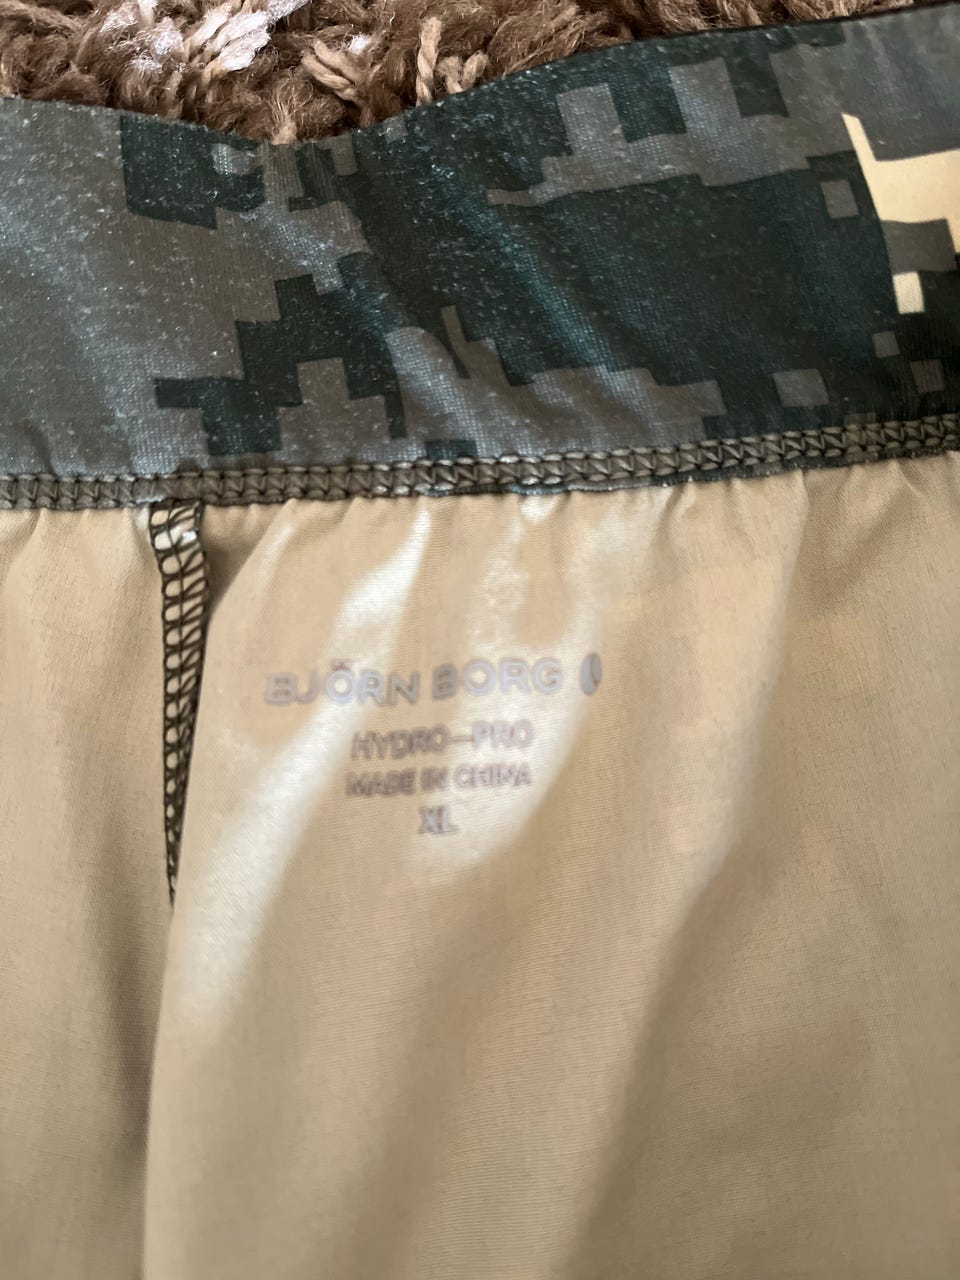 BJÖRN BORG
HYDRO-PRO
MADE IN CHINA
XL